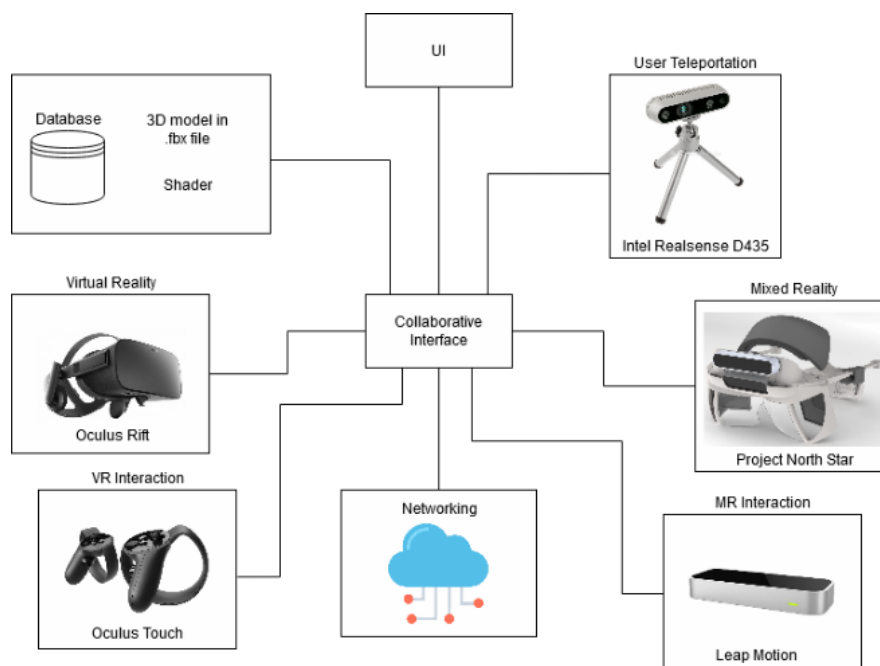 UI
User Teleportation
Database
3D model in
.fbx file
Shader
Intel Realsense D435
Virtual Reality
Mixed Reality
Collaborative
Interface
Oculus Rift
Project North Star
VR Interaction
MR Interaction
Networking
Oculus Touch
Leap Motion